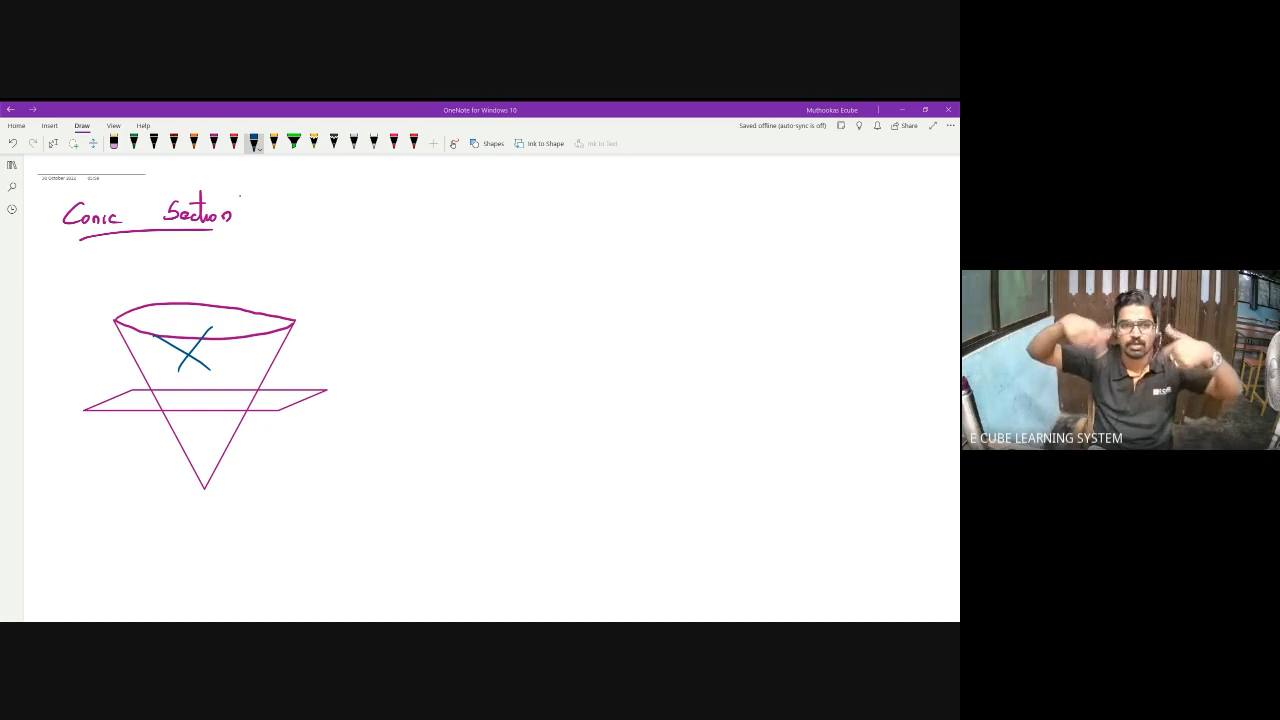 OneNote for Windows 10
Muthookas Ecube
Home Insert Draw View Help
Saved offline (auto-sync is off)
Share
Shapes
Ink to Shape
Ink to Text
Conic Section
E CUBE LEARNING SYSTEM